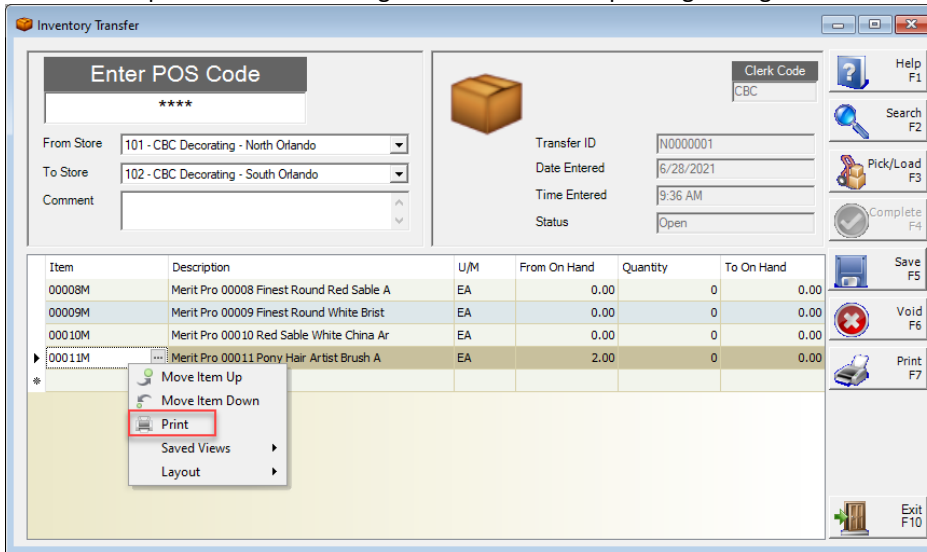 Inventory Transfer
Enter POS Code
****
From Store 101 - CBC Decorating - North Orlando
To Store 102 - CBC Decorating - South Orlando
Comment
Clerk Code
CBC
Transfer ID N0000001
Date Entered 6/28/2021
Time Entered 9:36 AM
Status Open
Item Description U/M From On Hand Quantity To On Hand
00008M Merit Pro 00008 Finest Round Red Sable A EA 0.00 0 0.00
00009M Merit Pro 00009 Finest Round White Brist EA 0.00 0 0.00
00010M Merit Pro 00010 Red Sable White China Ar EA 0.00 0 0.00
00011M ... Merit Pro 00011 Pony Hair Artist Brush A EA 2.00 0 0.00
Move Item Up
Move Item Down
Print
Saved Views
Layout
Help
F1
Search
F2
Pick/Load
F3
Complete
F4
Save
F5
Void
F6
Print
F7
Exit
F10